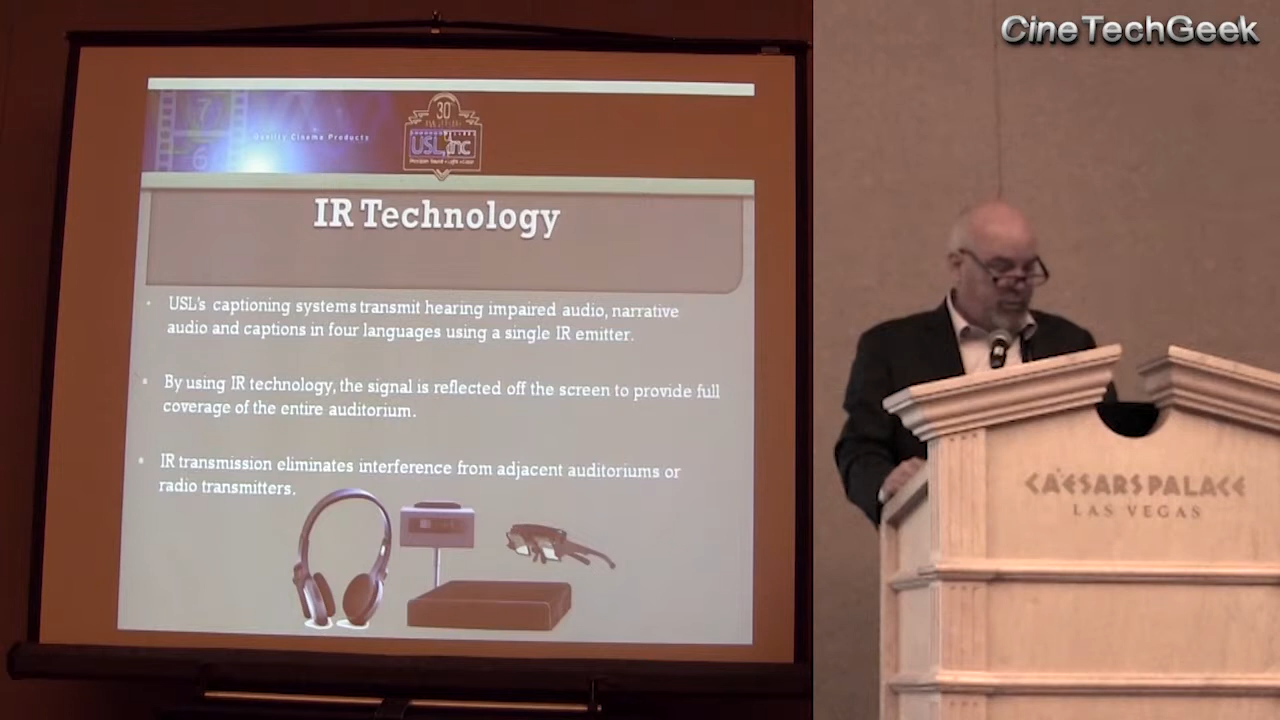 CineTechGeek
7
6
Quality Cinema Products
30th
USL, inc
IR Technology
• USL's captioning systems transmit hearing impaired audio, narrative
audio and captions in four languages using a single IR emitter.
• By using IR technology, the signal is reflected off the screen to provide full
coverage of the entire auditorium.
• IR transmission eliminates interference from adjacent auditoriums or
radio transmitters.
CAESARS PALACE
LAS VEGAS